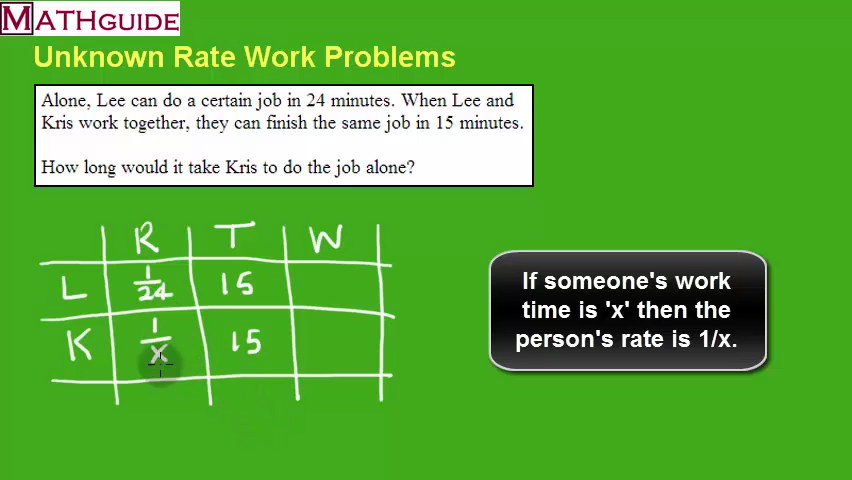 MATHGUIDE
Unknown Rate Work Problems
Alone, Lee can do a certain job in 24 minutes. When Lee and
Kris work together, they can finish the same job in 15 minutes.
How long would it take Kris to do the job alone?
R T W
L 1/24 15
K 1/x 15
If someone's work
time is 'x' then the
person's rate is 1/x.